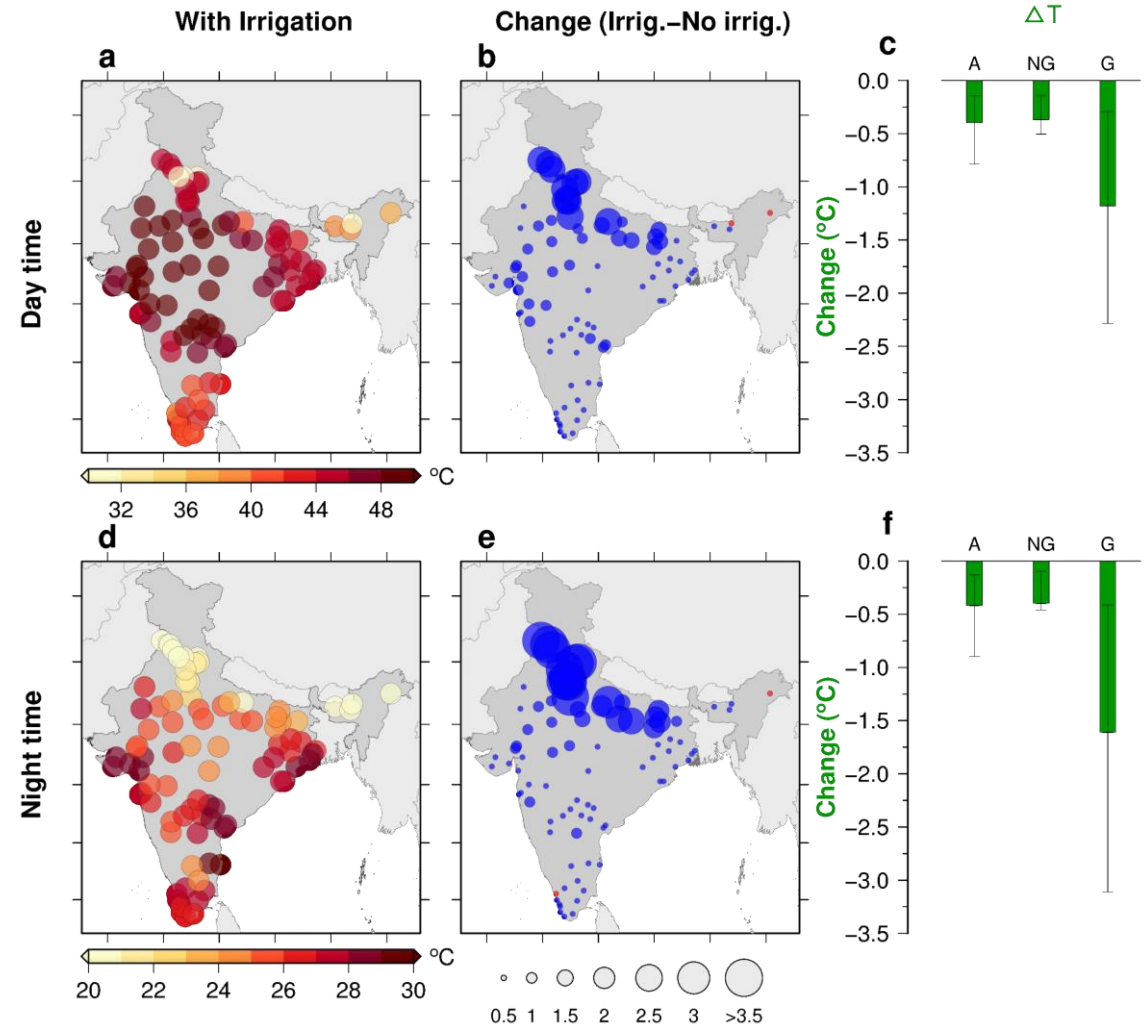 With Irrigation
Change (Irrig.–No irrig.)
△T
a
b
c
A NG G
0.0
−0.5
−1.0
−1.5
−2.0
−2.5
−3.0
−3.5
Change (°C)
Day time
32 36 40 44 48
°C
d
e
f
A NG G
0.0
−0.5
−1.0
−1.5
−2.0
−2.5
−3.0
−3.5
Change (°C)
Night time
20 22 24 26 28 30
°C
0.5 1 1.5 2 2.5 3 >3.5